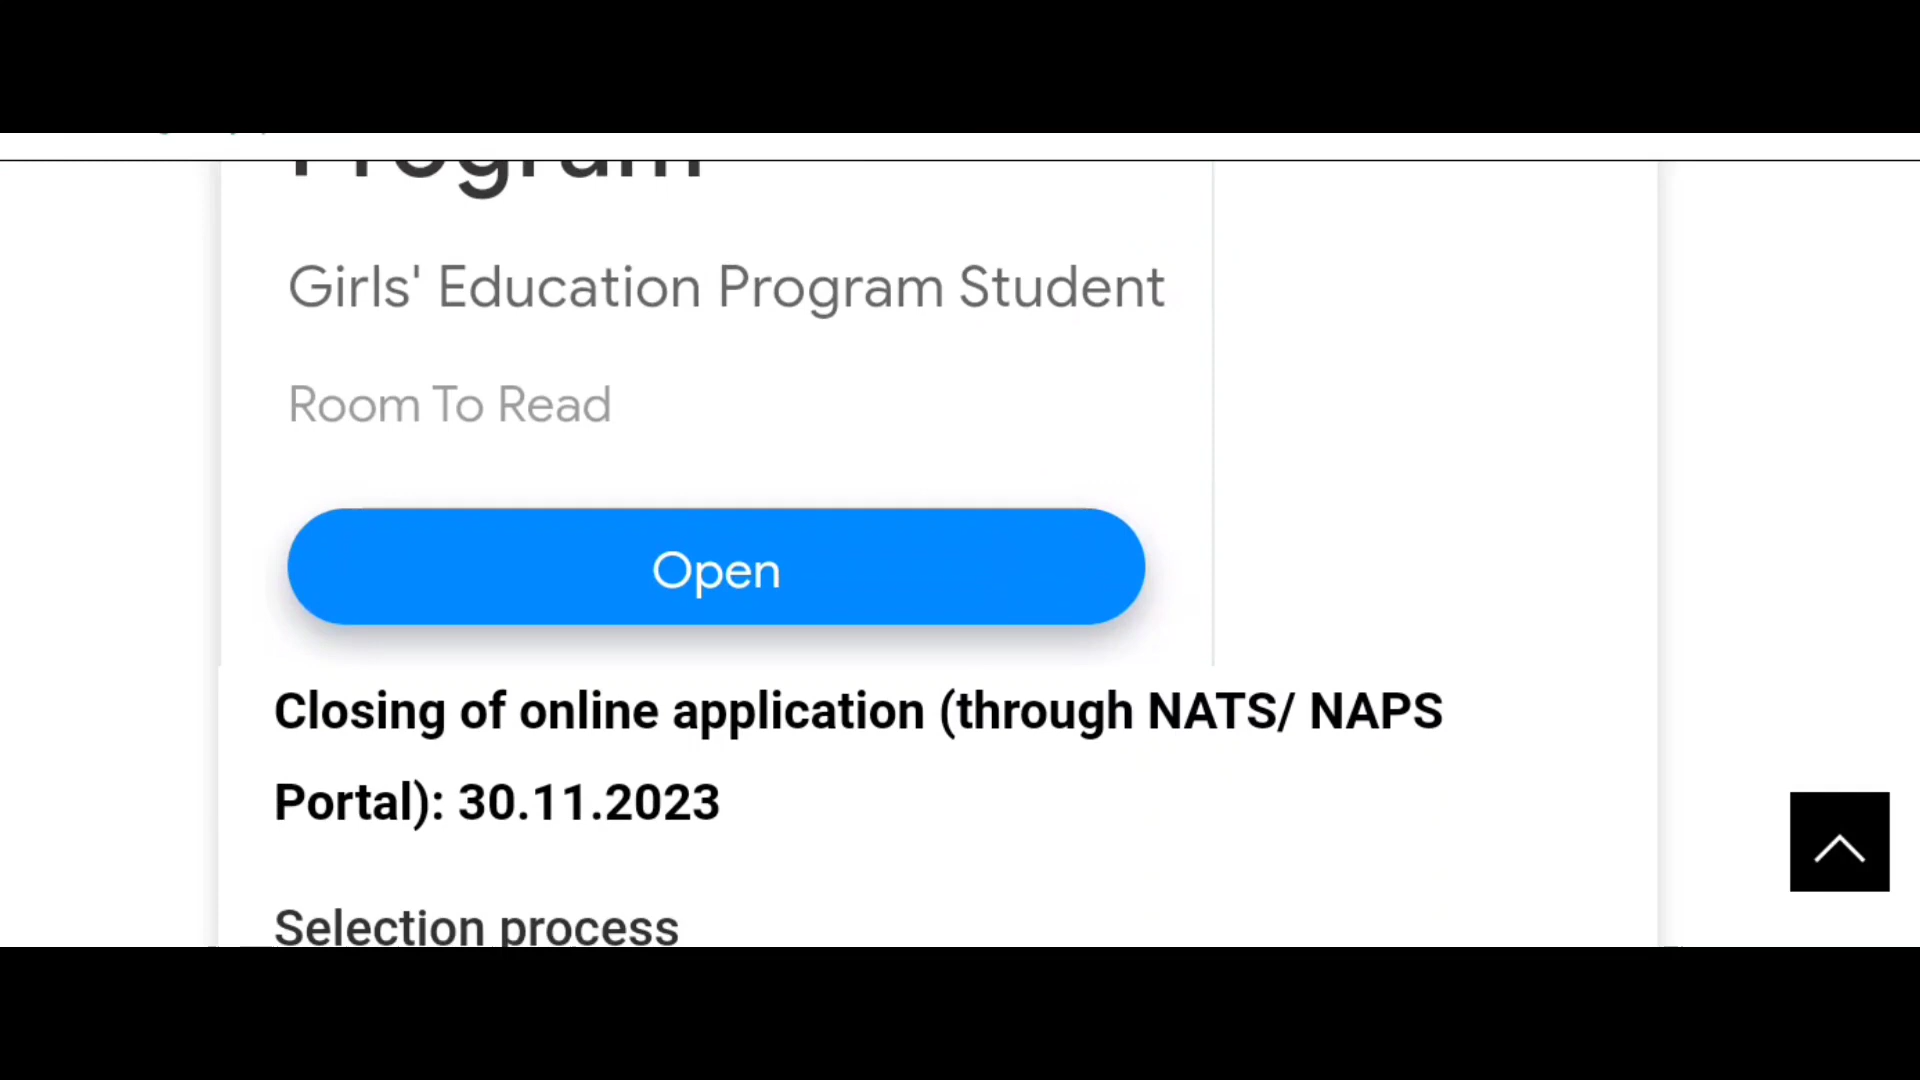 Program
Girls' Education Program Student
Room To Read
Open
Closing of online application (through NATS/ NAPS
Portal): 30.11.2023
Selection process